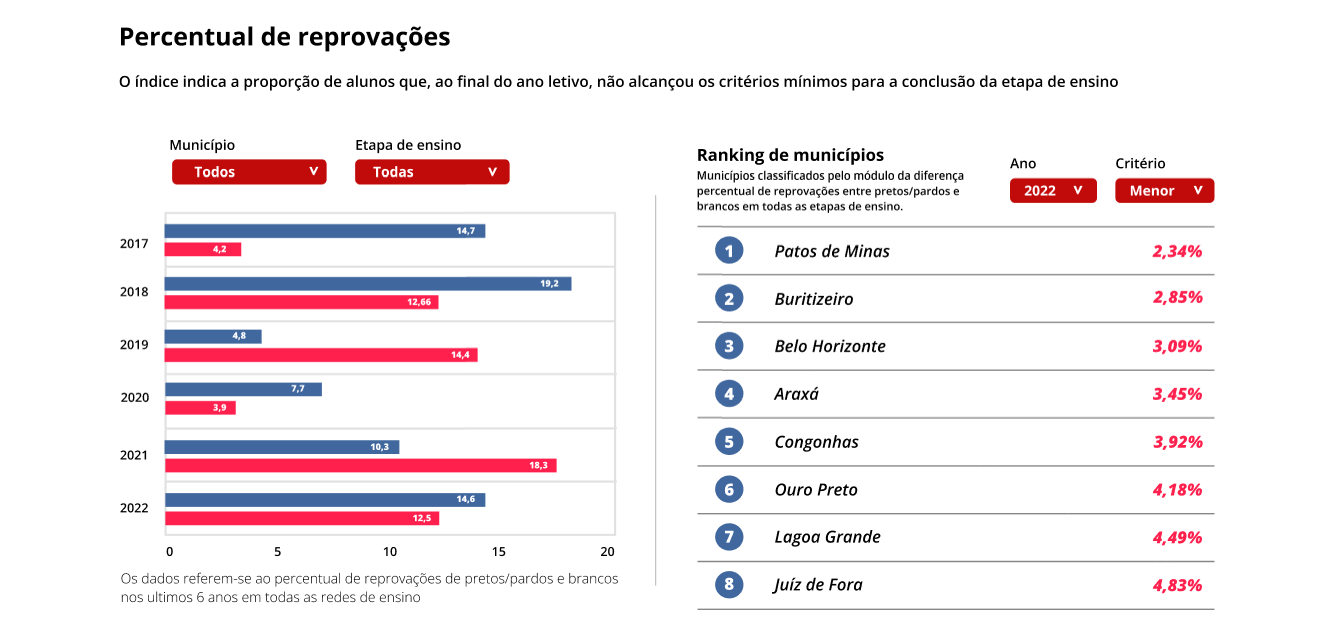 Percentual de reprovações
O índice indica a proporção de alunos que, ao final do ano letivo, não alcançou os critérios mínimos para a conclusão da etapa de ensino
Município
Etapa de ensino
Todos V
Todas V
2017
14,7
4,2
2018
19,2
12,66
2019
4,8
14,4
2020
7,7
3,9
2021
10,3
18,3
2022
14,6
12,5
0 5 10 15 20
Os dados referem-se ao percentual de reprovações de pretos/pardos e brancos
nos ultimos 6 anos em todas as redes de ensino
Ranking de municípios
Municípios classificados pelo módulo da diferença
percentual de reprovações entre pretos/pardos e
brancos em todas as etapas de ensino.
Ano
Critério
2022 V
Menor V
1 Patos de Minas 2,34%
2 Buritizeiro 2,85%
3 Belo Horizonte 3,09%
4 Araxá 3,45%
5 Congonhas 3,92%
6 Ouro Preto 4,18%
7 Lagoa Grande 4,49%
8 Juíz de Fora 4,83%